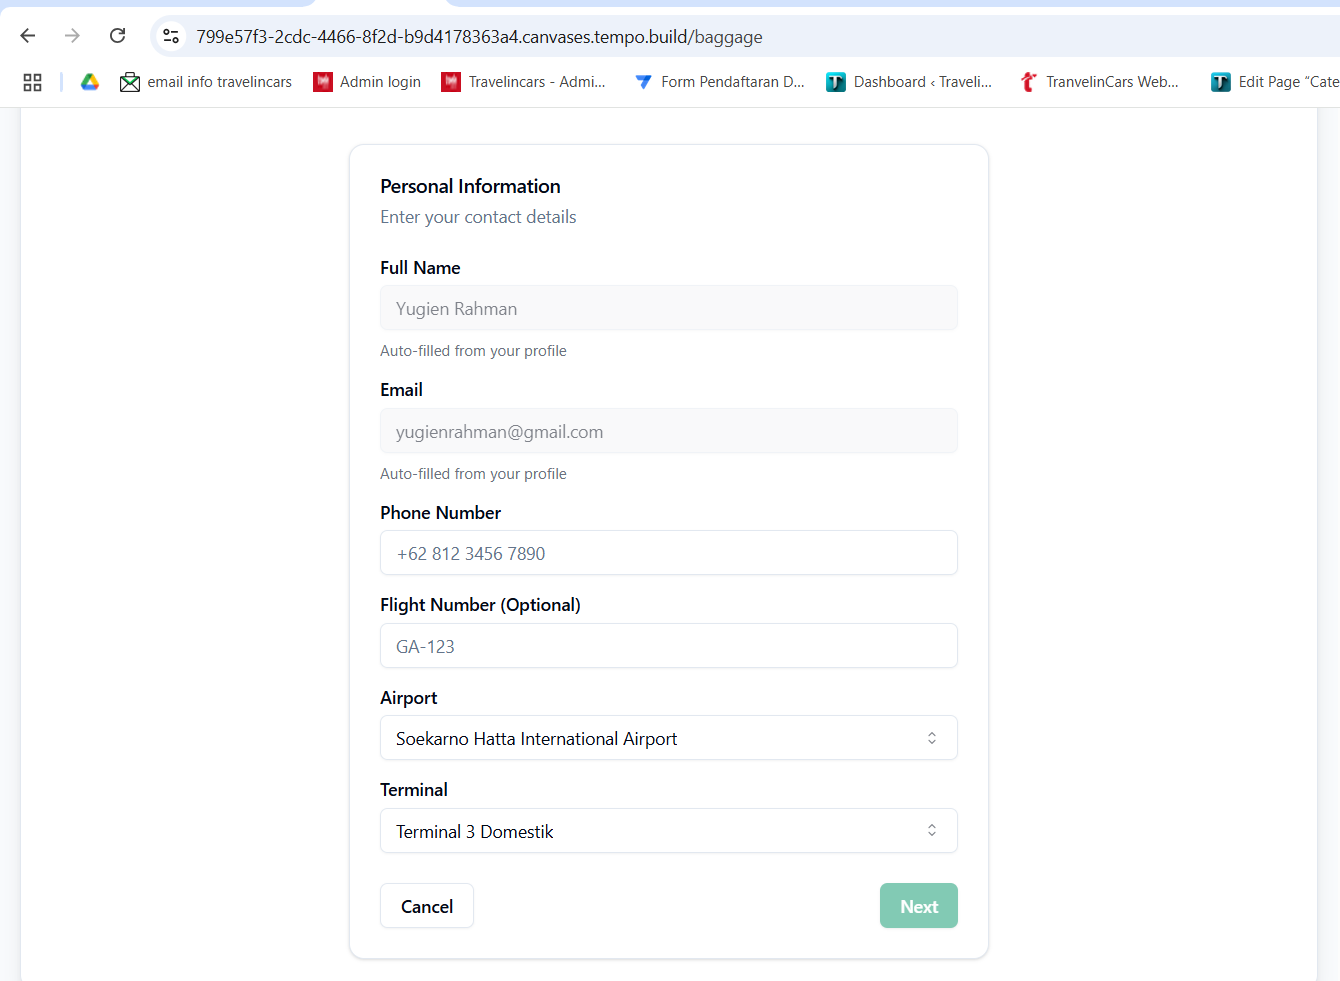 799e57f3-2cdc-4466-8f2d-b9d4178363a4.canvases.tempo.build/baggage
email info travelincars
Admin login
Travelincars - Admi...
Form Pendaftaran D...
Dashboard ‹ Traveli...
TranvelinCars Web...
Edit Page “Cate
Personal Information
Enter your contact details
Full Name
Yugien Rahman
Auto-filled from your profile
Email
yugienrahman@gmail.com
Auto-filled from your profile
Phone Number
+62 812 3456 7890
Flight Number (Optional)
GA-123
Airport
Soekarno Hatta International Airport
Terminal
Terminal 3 Domestik
Cancel
Next